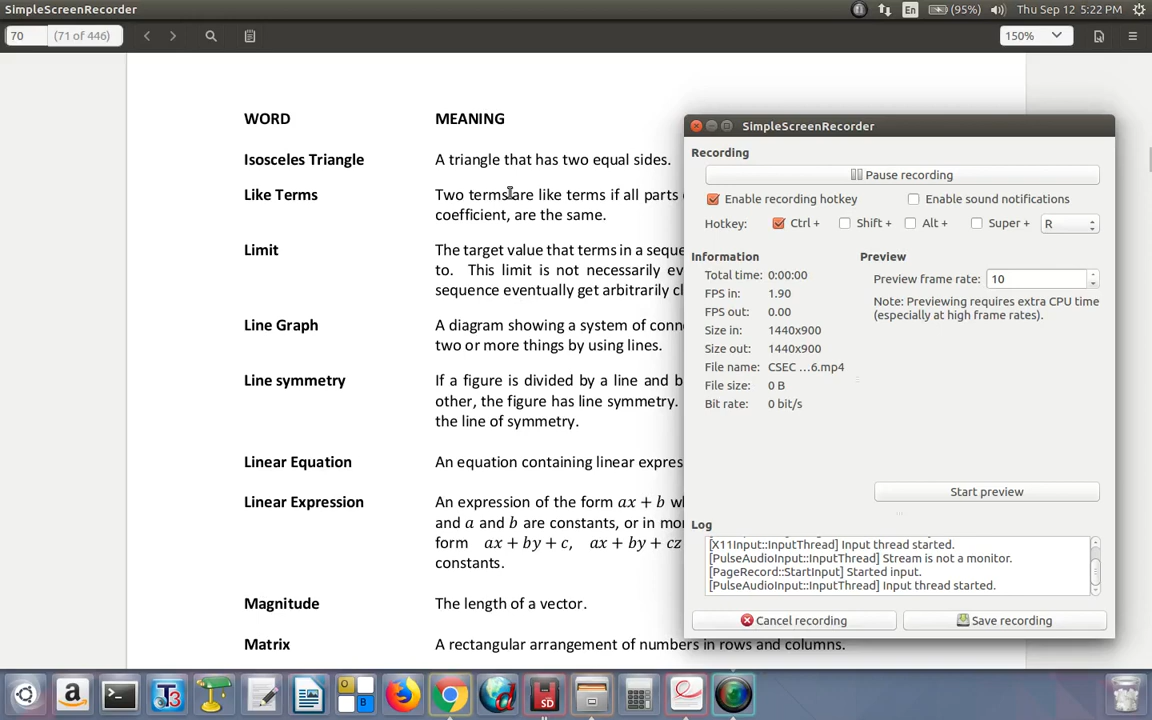 SimpleScreenRecorder
En
(95%)
Thu Sep 12 5:22 PM
70
(71 of 446)
150%
WORD
MEANING
Isosceles Triangle
A triangle that has two equal sides.
Like Terms
Two terms are like terms if all parts
coefficient, are the same.
Limit
The target value that terms in a seque
to. This limit is not necessarily ev
sequence eventually get arbitrarily cl
Line Graph
A diagram showing a system of conn
two or more things by using lines.
Line symmetry
If a figure is divided by a line and b
other, the figure has line symmetry.
the line of symmetry.
Linear Equation
An equation containing linear expres
Linear Expression
An expression of the form ax + b w
and a and b are constants, or in mor
form ax + by + c, ax + by + cz
constants.
Magnitude
The length of a vector.
Matrix
A rectangular arrangement of numbers in rows and columns.
SimpleScreenRecorder
Recording
Pause recording
Enable recording hotkey
Enable sound notifications
Hotkey:
Ctrl +
Shift +
Alt +
Super +
R
Information
Total time: 0:00:00
FPS in: 1.90
FPS out: 0.00
Size in: 1440x900
Size out: 1440x900
File name: CSEC ...6.mp4
File size: 0 B
Bit rate: 0 bit/s
Preview
Preview frame rate: 10
Note: Previewing requires extra CPU time
(especially at high frame rates).
Start preview
Log
[X11Input::InputThread] Input thread started.
[PulseAudioInput::InputThread] Stream is not a monitor.
[PageRecord::StartInput] Started input.
[PulseAudioInput::InputThread] Input thread started.
Cancel recording
Save recording